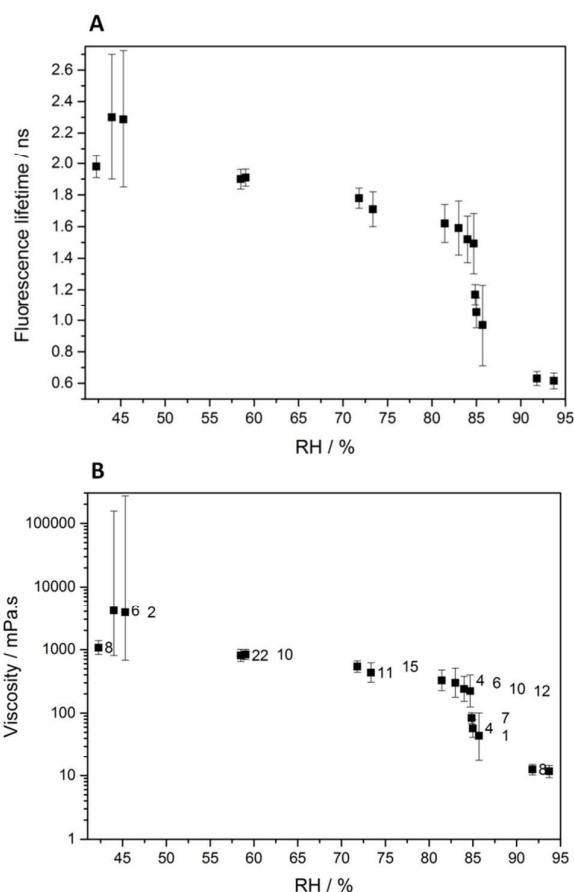 A
Fluorescence lifetime / ns
2.6
2.4
2.2
2.0
1.8
1.6
1.4
1.2
1.0
0.8
0.6
45 50 55 60 65 70 75 80 85 90 95
RH / %
B
Viscosity / mPa.s
100000
10000
1000
100
10
1
6 2
8
22 10
11 15
4 6 10 12
7
4 1
8
45 50 55 60 65 70 75 80 85 90 95
RH / %